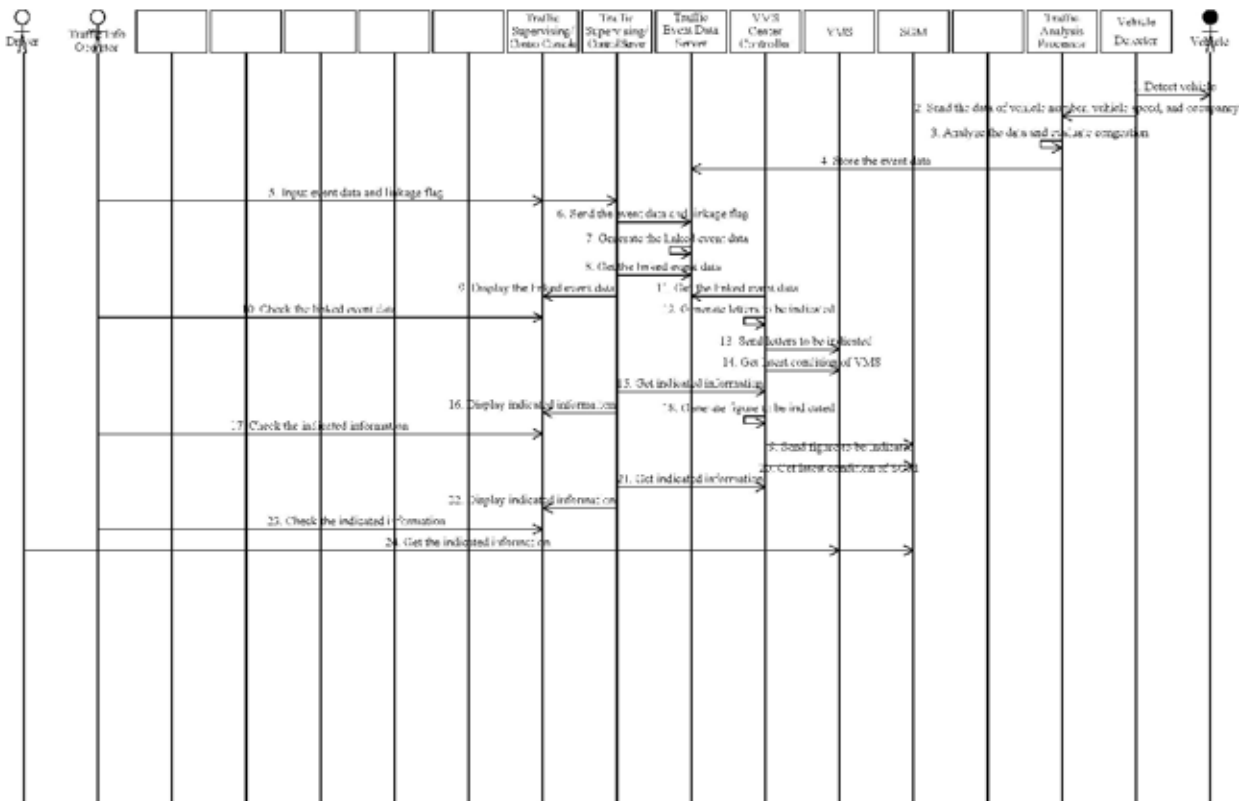 Driver
Traffic Info
Operator
Traffic
Supervising/
Control Console
Traffic
Supervising/
Control Server
Traffic
Event Data
Server
VMS
Center
Controller
VMS
SGM
Traffic
Analysis
Processor
Vehicle
Detector
Vehicle
1. Detect vehicle
2. Send the data of vehicle number, vehicle speed, and occupancy
3. Analyze the data and evaluate congestion
4. Store the event data
5. Input event data and linkage flag
6. Send the event data and linkage flag
7. Generate the linked event data
8. Get the linked event data
9. Display the linked event data
11. Get the linked event data
10. Check the linked event data
12. Generate letters to be indicated
13. Send letters to be indicated
14. Get latest condition of VMS
15. Get indicated information
16. Display indicated information
18. Generate figure to be indicated
17. Check the indicated information
19. Send figure to be indicated
20. Get latest condition of SGM
21. Get indicated information
22. Display indicated information
23. Check the indicated information
24. Get the indicated information